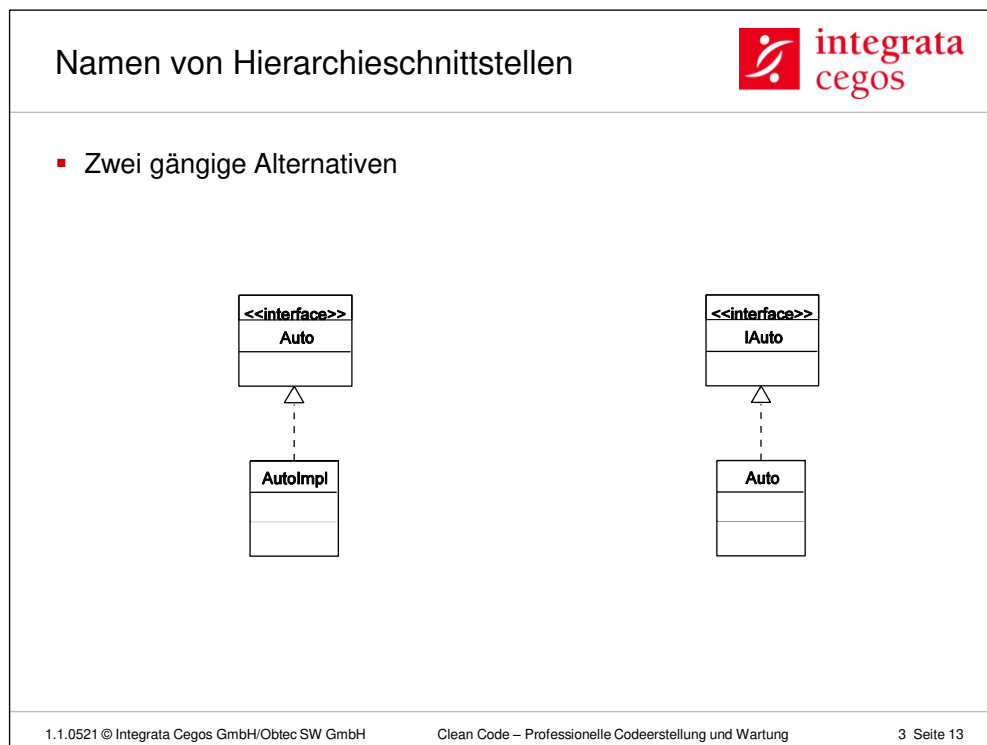 Namen von Hierarchieschnittstellen
integrata
cegos
Zwei gängige Alternativen
<<interface>>
Auto
AutoImpl
<<interface>>
IAuto
Auto
1.1.0521 © Integrata Cegos GmbH/Obtec SW GmbH
Clean Code – Professionelle Codeerstellung und Wartung
3 Seite 13